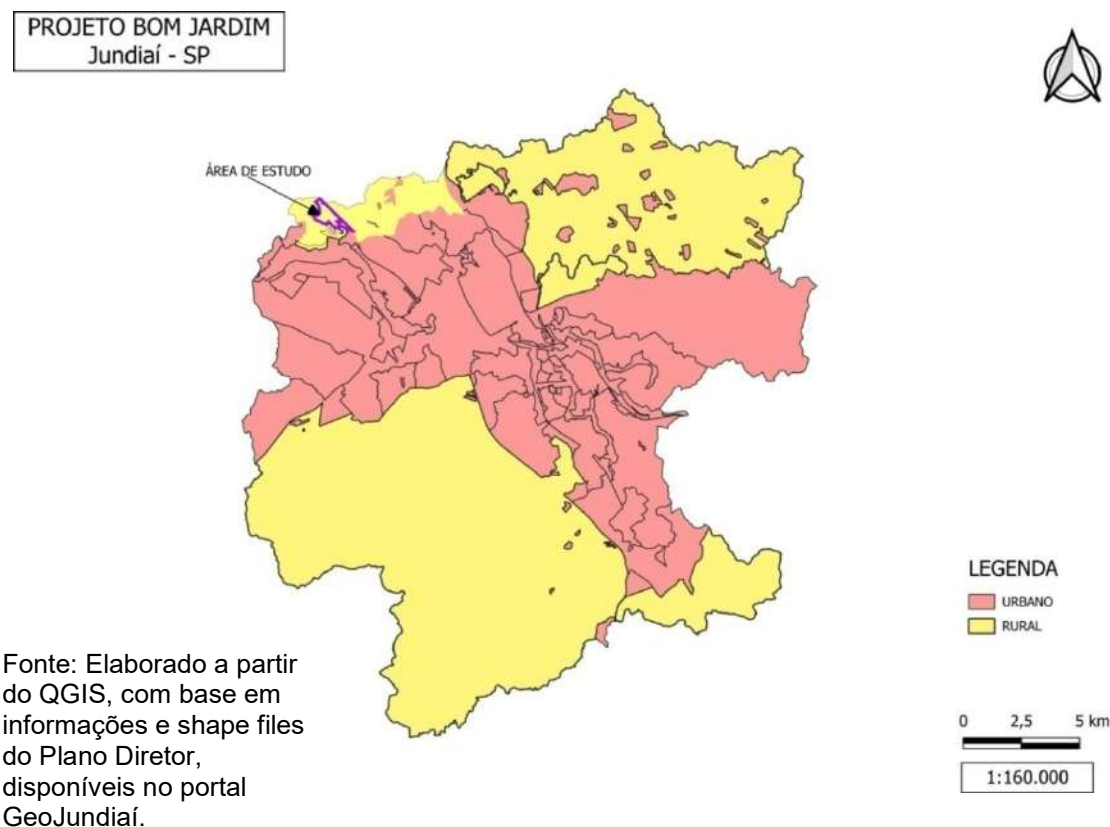 PROJETO BOM JARDIM
Jundiaí - SP
ÁREA DE ESTUDO
LEGENDA
URBANO
RURAL
Fonte: Elaborado a partir
do QGIS, com base em
informações e shape files
do Plano Diretor,
disponíveis no portal
GeoJundiaí.
0 2,5 5 km
1:160.000